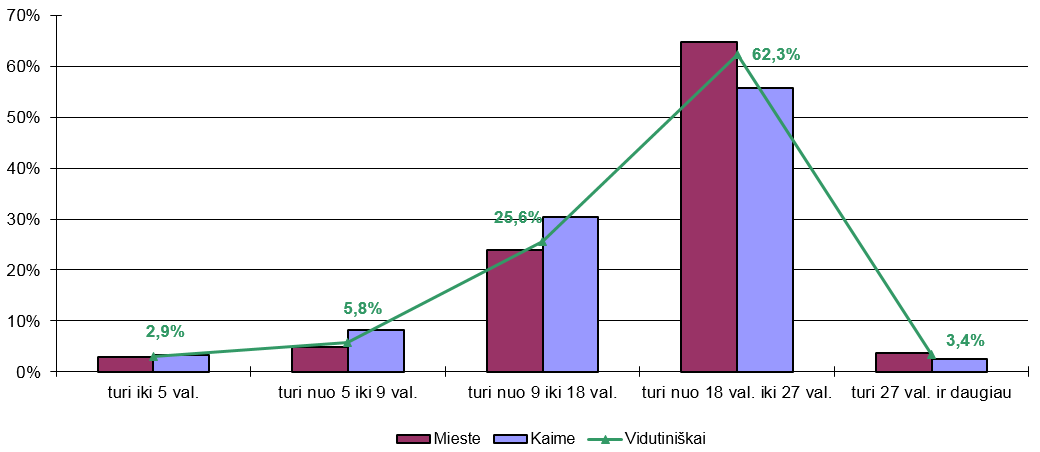 70%
60%
50%
40%
30%
20%
10%
0%
2,9%
5,8%
25,6%
62,3%
3,4%
turi iki 5 val.
turi nuo 5 iki 9 val.
turi nuo 9 iki 18 val.
turi nuo 18 val. iki 27 val.
turi 27 val. ir daugiau
Mieste
Kaime
Vidutiniškai